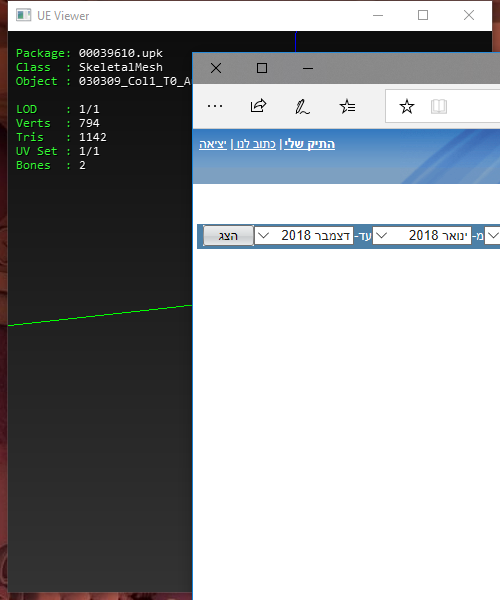 UE Viewer
Package: 00039610.upk
Class : SkeletalMesh
Object : 030309_Col1_T0_A
LOD : 1/1
Verts : 794
Tris : 1142
UV Set : 1/1
Bones : 2
התיק שלי | כתוב לנו | יציאה
מ- ינואר 2018 עד- דצמבר 2018 הצג